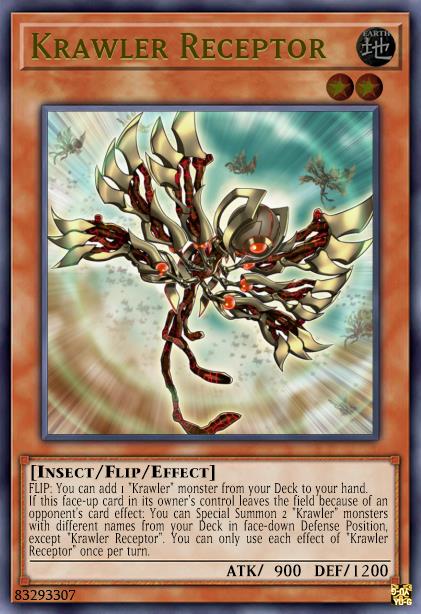 Krawler Receptor
EARTH
地
[Insect/Flip/Effect]
FLIP: You can add 1 "Krawler" monster from your Deck to your hand.
If this face-up card in its owner's control leaves the field because of an
opponent's card effect: You can Special Summon 2 "Krawler" monsters
with different names from your Deck in face-down Defense Position,
except "Krawler Receptor". You can only use each effect of "Krawler
Receptor" once per turn.
ATK/ 900 DEF/1200
83293307